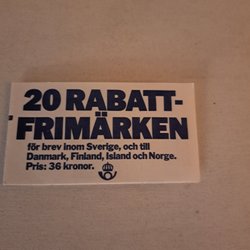 20 RABATT-
FRIMÄRKEN
för brev inom Sverige, och till
Danmark, Finland, Island och Norge.
Pris: 36 kronor.